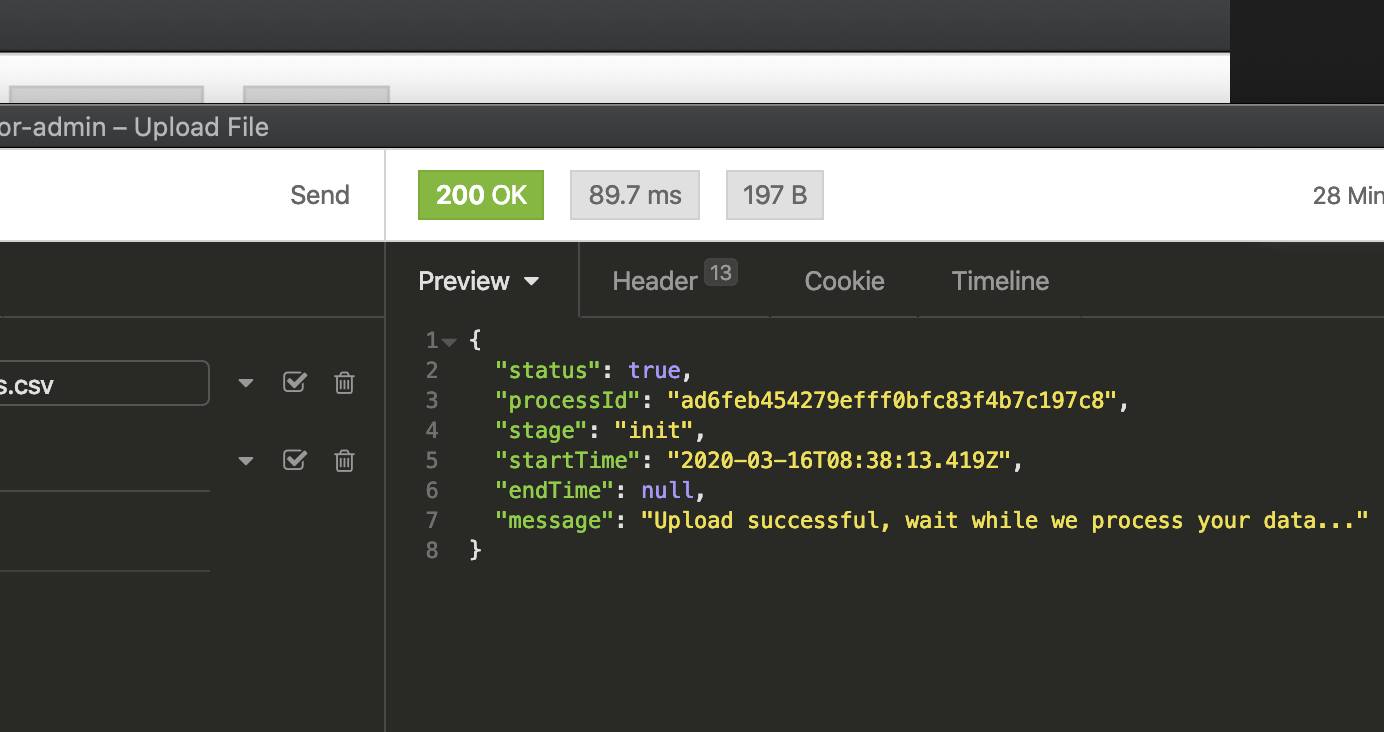 or-admin – Upload File
Send
200 OK
89.7 ms
197 B
28 Min
Preview
Header 13
Cookie
Timeline
s.csv
1 {
2 "status": true,
3 "processId": "ad6feb454279efff0bfc83f4b7c197c8",
4 "stage": "init",
5 "startTime": "2020-03-16T08:38:13.419Z",
6 "endTime": null,
7 "message": "Upload successful, wait while we process your data..."
8 }